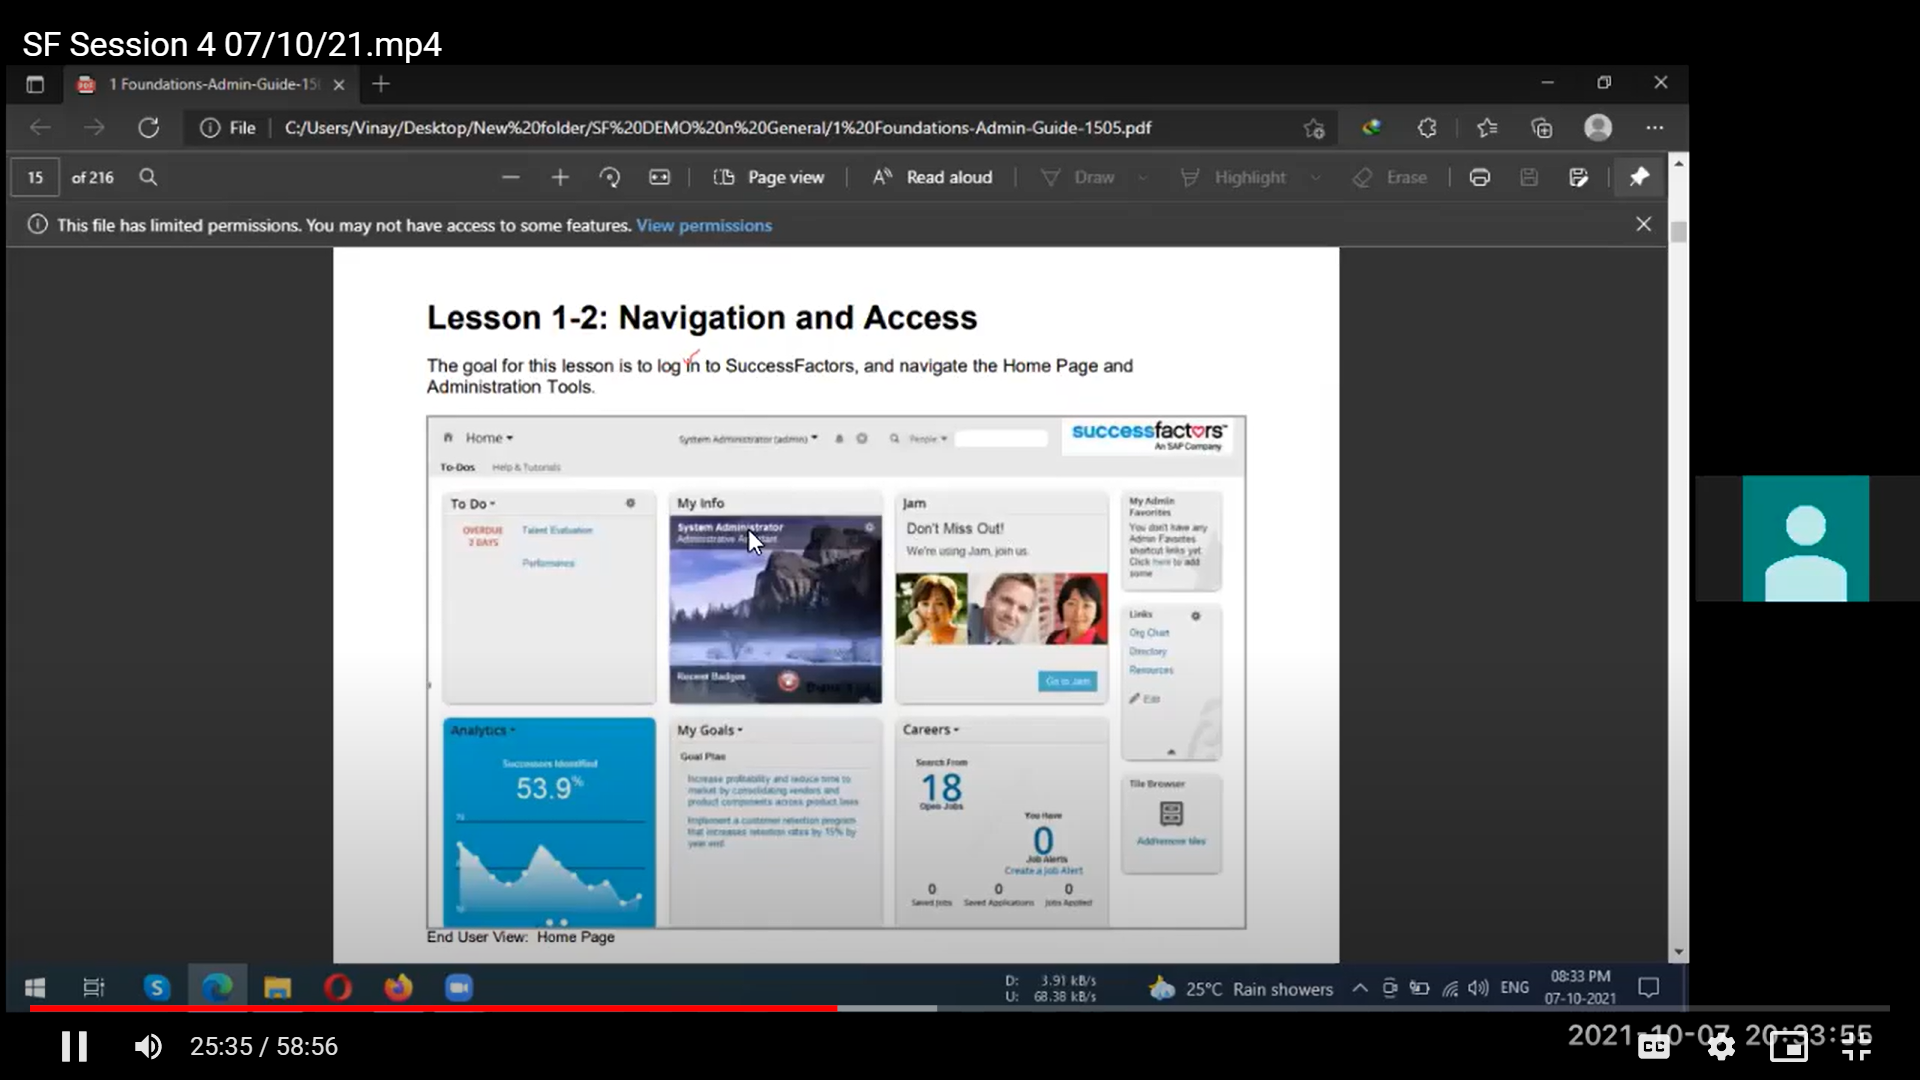 SF Session 4 07/10/21.mp4
1 Foundations-Admin-Guide-15
File
C:/Users/Vinay/Desktop/New%20folder/SF%20DEMO%20n%20General/1%20Foundations-Admin-Guide-1505.pdf
15 of 216
Page view
Read aloud
Draw
Highlight
Erase
This file has limited permissions. You may not have access to some features. View permissions
Lesson 1-2: Navigation and Access
The goal for this lesson is to log in to SuccessFactors, and navigate the Home Page and
Administration Tools.
Home
System Administrator (admin)
People
successfactors™
An SAP Company
To-Dos Help & Tutorials
To Do
OVERDUE
2 DAYS
Talent Evaluation
Performance
My Info
System Administrator
Administrative Assistant
Recent Badges
Jam
Don't Miss Out!
We're using Jam, join us.
Go to Jam
My Admin
Favorites
You don't have any
Admin Favorites
shortcut links yet.
Click here to add
some
Links
Org Chart
Directory
Resources
Edit
Analytics
Successors Identified
53.9%
My Goals
Goal Plan
Increase profitability and reduce time to
market by consolidating vendors and
product components across product lines
Implement a customer retention program
that increases retention rates by 15% by
year end.
Careers
Search From
18
Open Jobs
You Have
0
Job Alerts
Create a Job Alert
0 0 0
Saved Jobs Saved Applications Jobs Applied
Tile Browser
Add/remove tiles
End User View: Home Page
D: 3.91 kB/s
U: 68.38 kB/s
25°C Rain showers
ENG
08:33 PM
07-10-2021
25:35 / 58:56
2021-10-07 20:33:55
CC